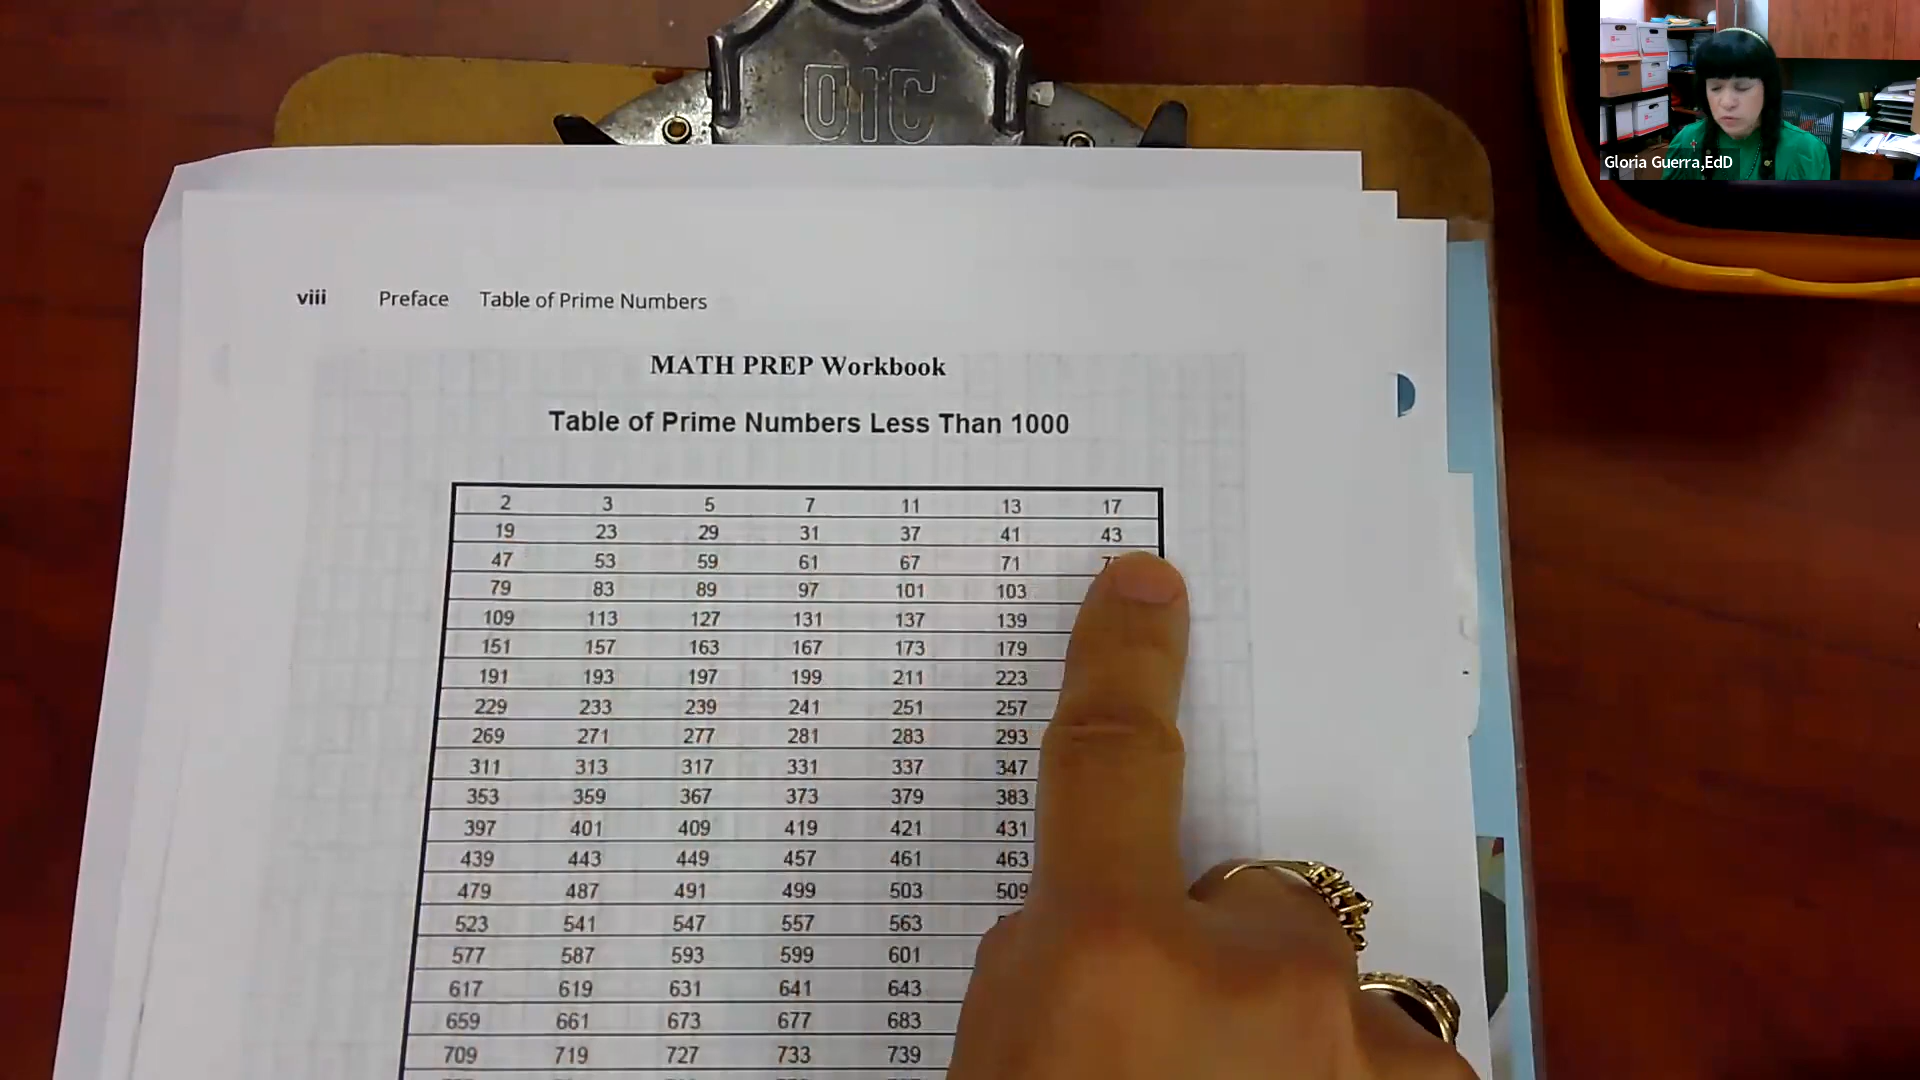 OIC
Gloria Guerra,EdD
viii Preface Table of Prime Numbers
MATH PREP Workbook
Table of Prime Numbers Less Than 1000
2 3 5 7 11 13 17
19 23 29 31 37 41 43
47 53 59 61 67 71
79 83 89 97 101 103
109 113 127 131 137 139
151 157 163 167 173 179
191 193 197 199 211 223
229 233 239 241 251 257
269 271 277 281 283 293
311 313 317 331 337 347
353 359 367 373 379 383
397 401 409 419 421 431
439 443 449 457 461 463
479 487 491 499 503 509
523 541 547 557 563
577 587 593 599 601
617 619 631 641 643
659 661 673 677 683
709 719 727 733 739